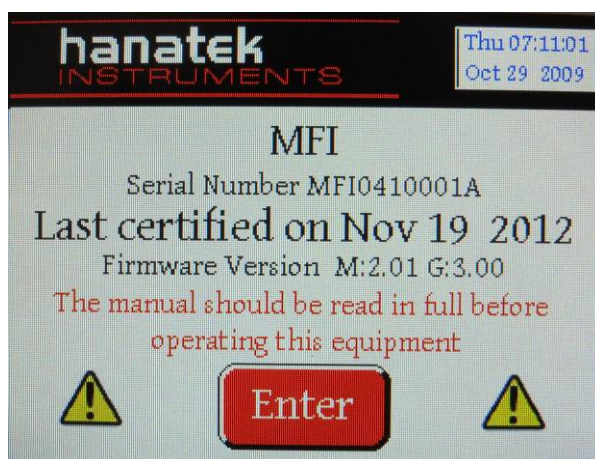 hanatek
INSTRUMENTS
Thu 07:11:01
Oct 29 2009
MFI
Serial Number MFI0410001A
Last certified on Nov 19 2012
Firmware Version M:2.01 G:3.00
The manual should be read in full before
operating this equipment
Enter